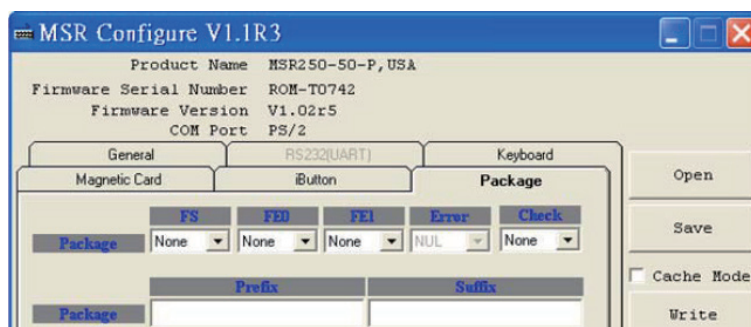 MSR Configure V1.1R3
Product Name MSR250-50-P,USA
Firmware Serial Number ROM-T0742
Firmware Version V1.02r5
COM Port PS/2
General RS232(UART) Keyboard
Magnetic Card iButton Package
Open
FS FE0 FE1 Error Check
Package None None None NUL None
Save
Cache Mode
Prefix Suffix
Package
Write